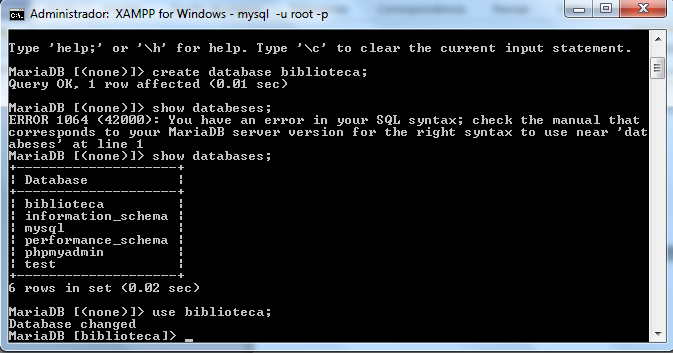 Administrador: XAMPP for Windows - mysql -u root -p
Type 'help;' or '\h' for help. Type '\c' to clear the current input statement.
MariaDB [(none)]> create database biblioteca;
Query OK, 1 row affected (0.01 sec)
MariaDB [(none)]> show databeses;
ERROR 1064 (42000): You have an error in your SQL syntax; check the manual that
corresponds to your MariaDB server version for the right syntax to use near 'dat
abeses' at line 1
MariaDB [(none)]> show databases;
+--------------------+
| Database           |
+--------------------+
| biblioteca         |
| information_schema |
| mysql              |
| performance_schema |
| phpmyadmin         |
| test               |
+--------------------+
6 rows in set (0.02 sec)
MariaDB [(none)]> use biblioteca;
Database changed
MariaDB [biblioteca]> _